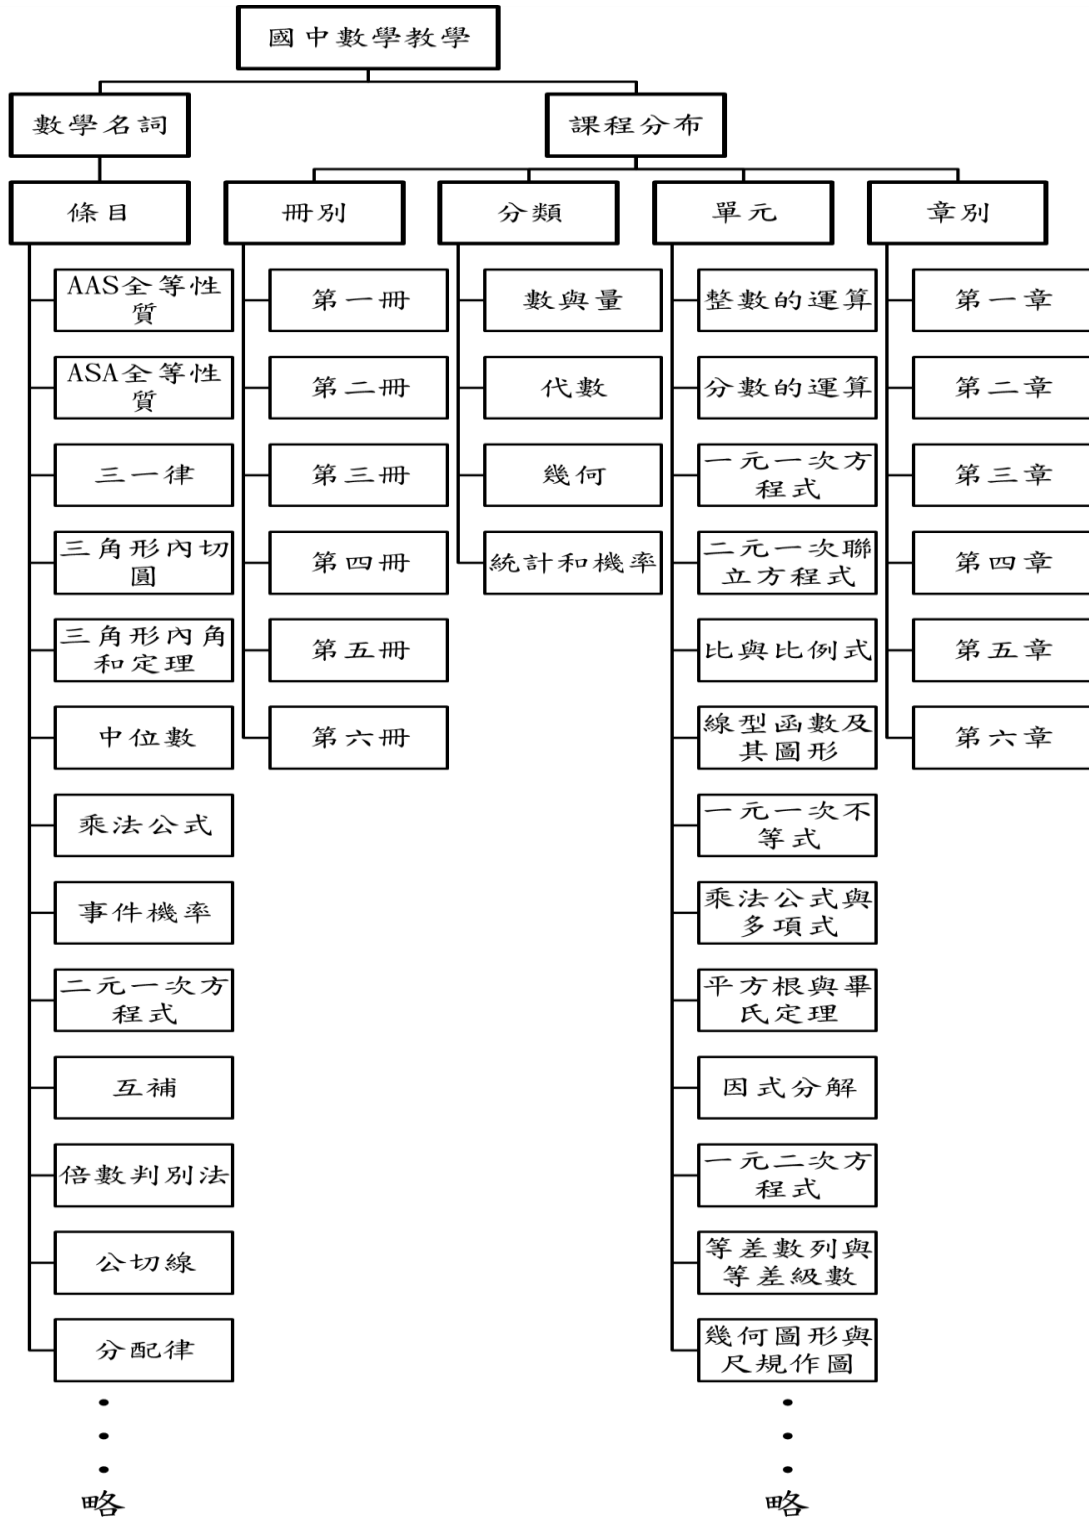 國中數學教學
數學名詞
課程分布
條目
冊別
分類
單元
章別
AAS全等性
質
ASA全等性
質
三一律
三角形內切
圓
三角形內角
和定理
中位數
乘法公式
事件機率
二元一次方
程式
互補
倍數判別法
公切線
分配律
略
第一冊
第二冊
第三冊
第四冊
第五冊
第六冊
數與量
代數
幾何
統計和機率
整數的運算
分數的運算
一元一次方
程式
二元一次聯
立方程式
比與比例式
線型函數及
其圖形
一元一次不
等式
乘法公式與
多項式
平方根與畢
氏定理
因式分解
一元二次方
程式
等差數列與
等差級數
幾何圖形與
尺規作圖
略
第一章
第二章
第三章
第四章
第五章
第六章